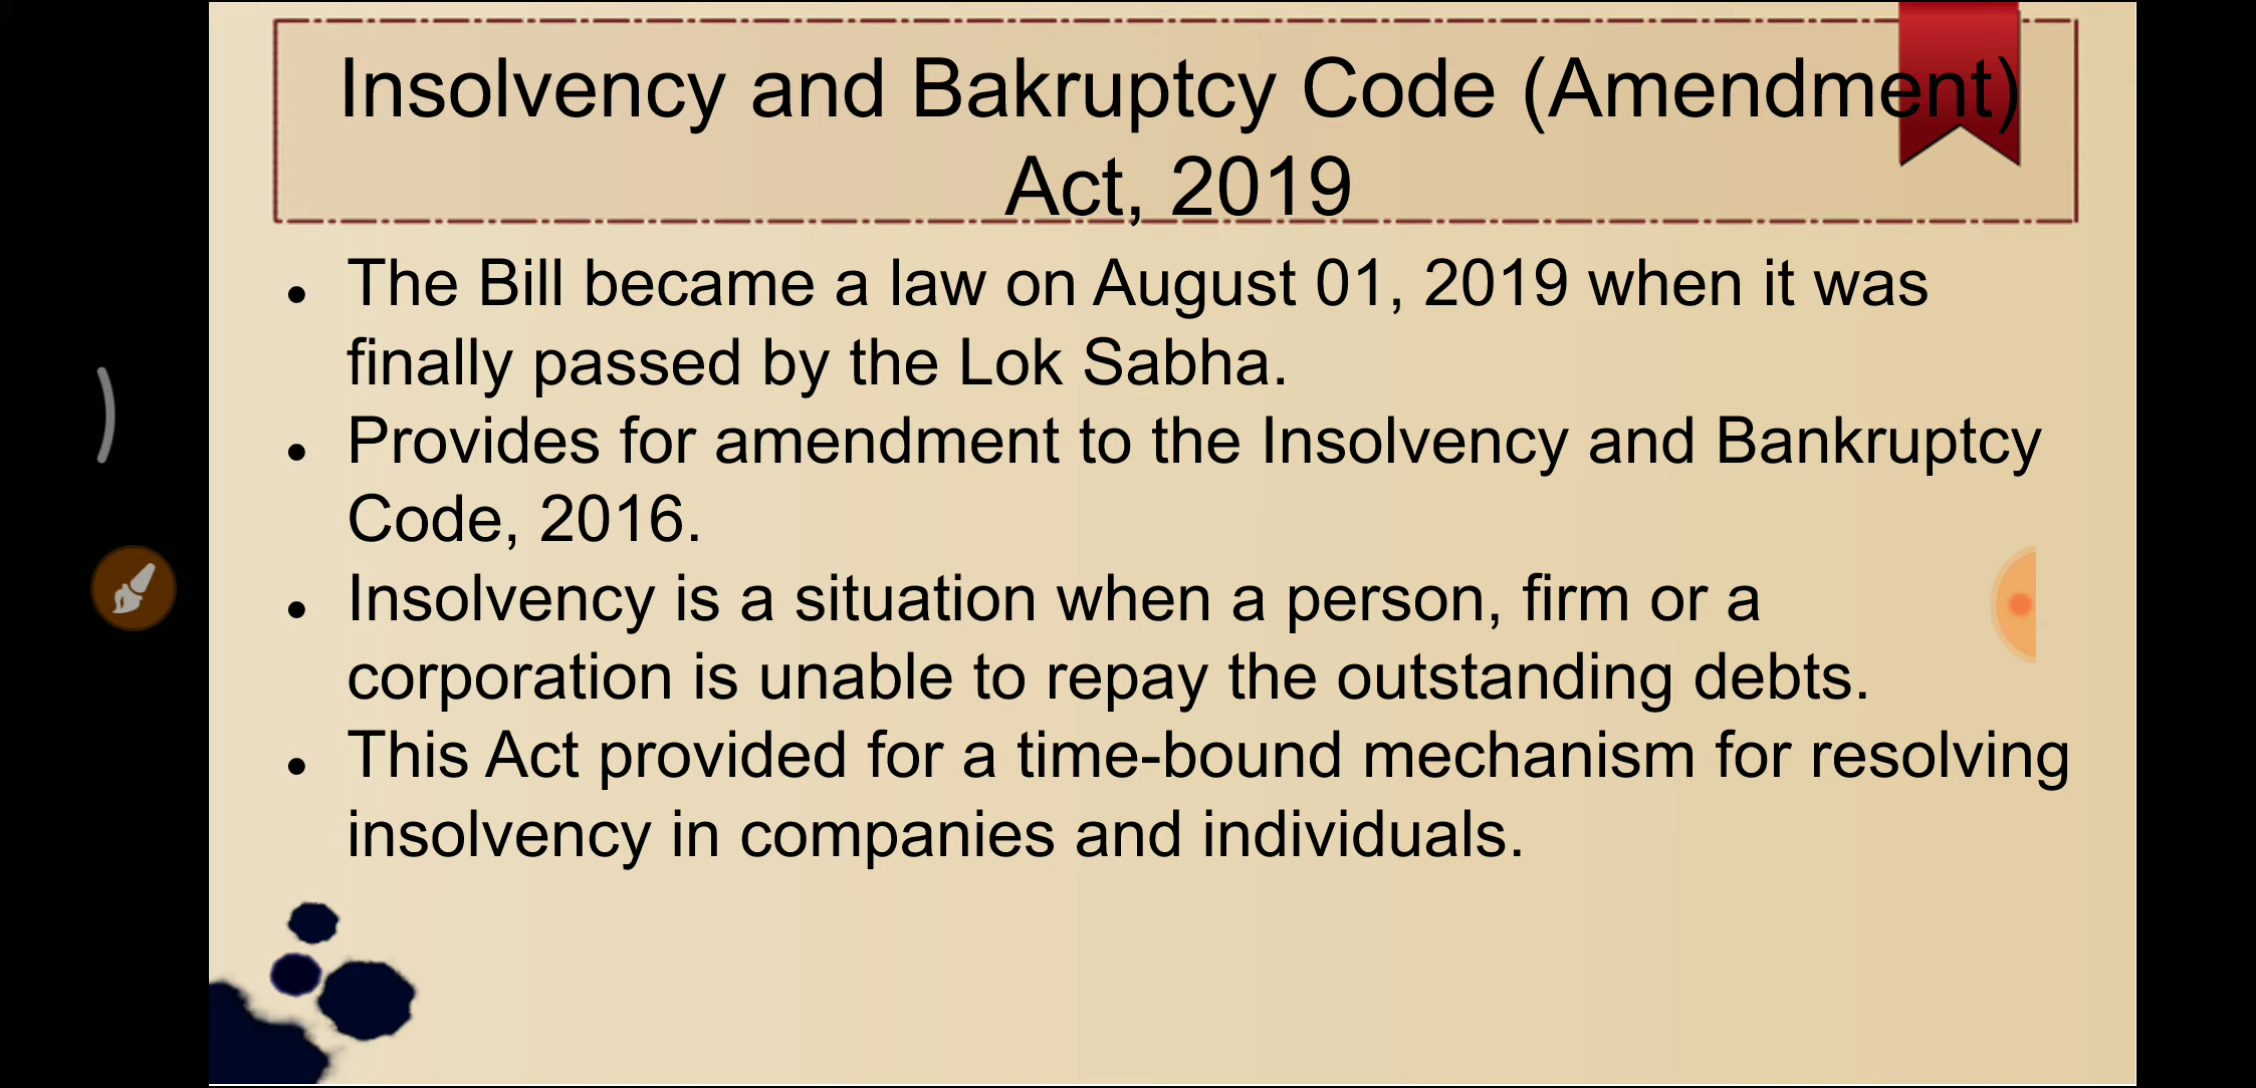 Insolvency and Bakruptcy Code (Amendment)
Act, 2019
• The Bill became a law on August 01, 2019 when it was
finally passed by the Lok Sabha.
• Provides for amendment to the Insolvency and Bankruptcy
Code, 2016.
• Insolvency is a situation when a person, firm or a
corporation is unable to repay the outstanding debts.
• This Act provided for a time-bound mechanism for resolving
insolvency in companies and individuals.